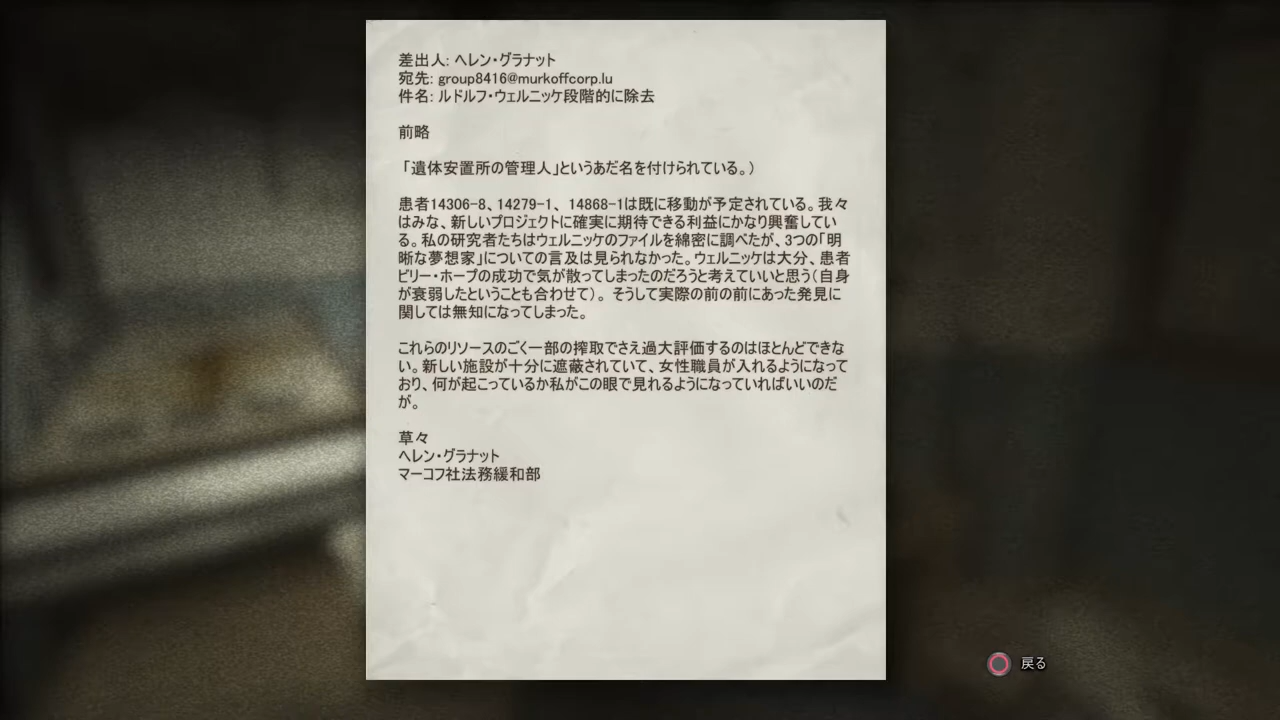 差出人: ヘレン・グラナット
宛先: group8416@murkoffcorp.lu
件名: ルドルフ・ウェルニッケ段階的に除去
前略
「遺体安置所の管理人」というあだ名を付けられている。）
患者14306-8、14279-1、 14868-1は既に移動が予定されている。我々
はみな、新しいプロジェクトに確実に期待できる利益にかなり興奮してい
る。私の研究者たちはウェルニッケのファイルを綿密に調べたが、3つの「明
晰な夢想家」についての言及は見られなかった。ウェルニッケは大分、患者
ビリー・ホープの成功で気が散ってしまったのだろうと考えていいと思う（自身
が衰弱したということも合わせて）。そうして実際の前の前にあった発見に
関しては無知になってしまった。
これらのリソースのごく一部の搾取でさえ過大評価するのはほとんどできな
い。新しい施設が十分に遮蔽されていて、女性職員が入れるようになって
おり、何が起こっているか私がこの眼で見れるようになっていればいいのだ
が。
草々
ヘレン・グラナット
マーコフ社法務緩和部
戻る